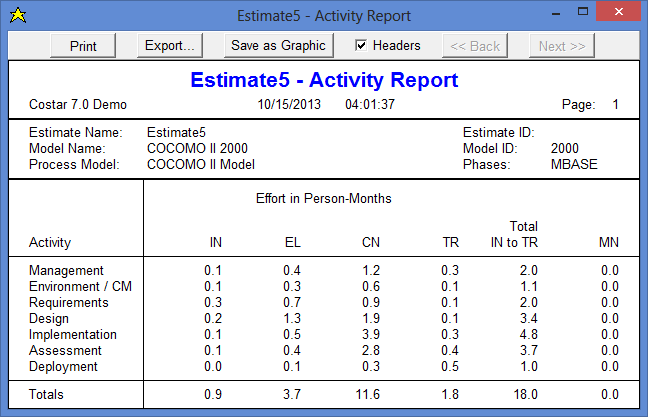 Estimate5 - Activity Report
Print Export... Save as Graphic Headers << Back Next >>
Estimate5 - Activity Report
Costar 7.0 Demo 10/15/2013 04:01:37 Page: 1
Estimate Name: Estimate5 Estimate ID:
Model Name: COCOMO II 2000 Model ID: 2000
Process Model: COCOMO II Model Phases: MBASE
Effort in Person-Months
Total
Activity IN EL CN TR IN to TR MN
Management 0.1 0.4 1.2 0.3 2.0 0.0
Environment / CM 0.1 0.3 0.6 0.1 1.1 0.0
Requirements 0.3 0.7 0.9 0.1 2.0 0.0
Design 0.2 1.3 1.9 0.1 3.4 0.0
Implementation 0.1 0.5 3.9 0.3 4.8 0.0
Assessment 0.1 0.4 2.8 0.4 3.7 0.0
Deployment 0.0 0.1 0.3 0.5 1.0 0.0
Totals 0.9 3.7 11.6 1.8 18.0 0.0